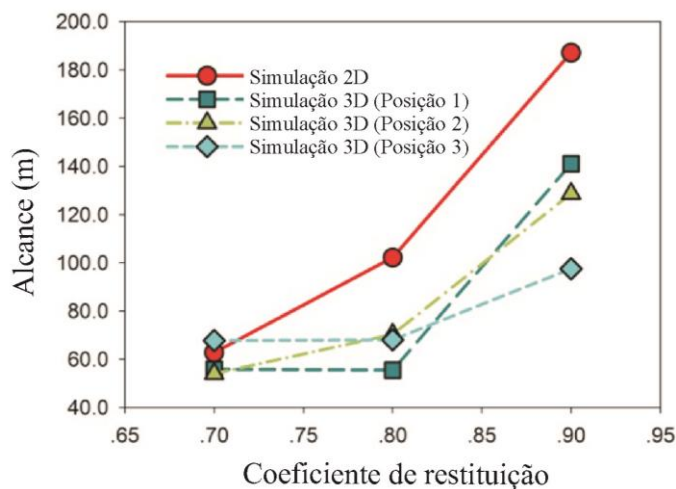 200.0
180.0
160.0
140.0
120.0
100.0
80.0
60.0
40.0
Alcance (m)
Simulação 2D
Simulação 3D (Posição 1)
Simulação 3D (Posição 2)
Simulação 3D (Posição 3)
.65 .70 .75 .80 .85 .90 .95
Coeficiente de restituição